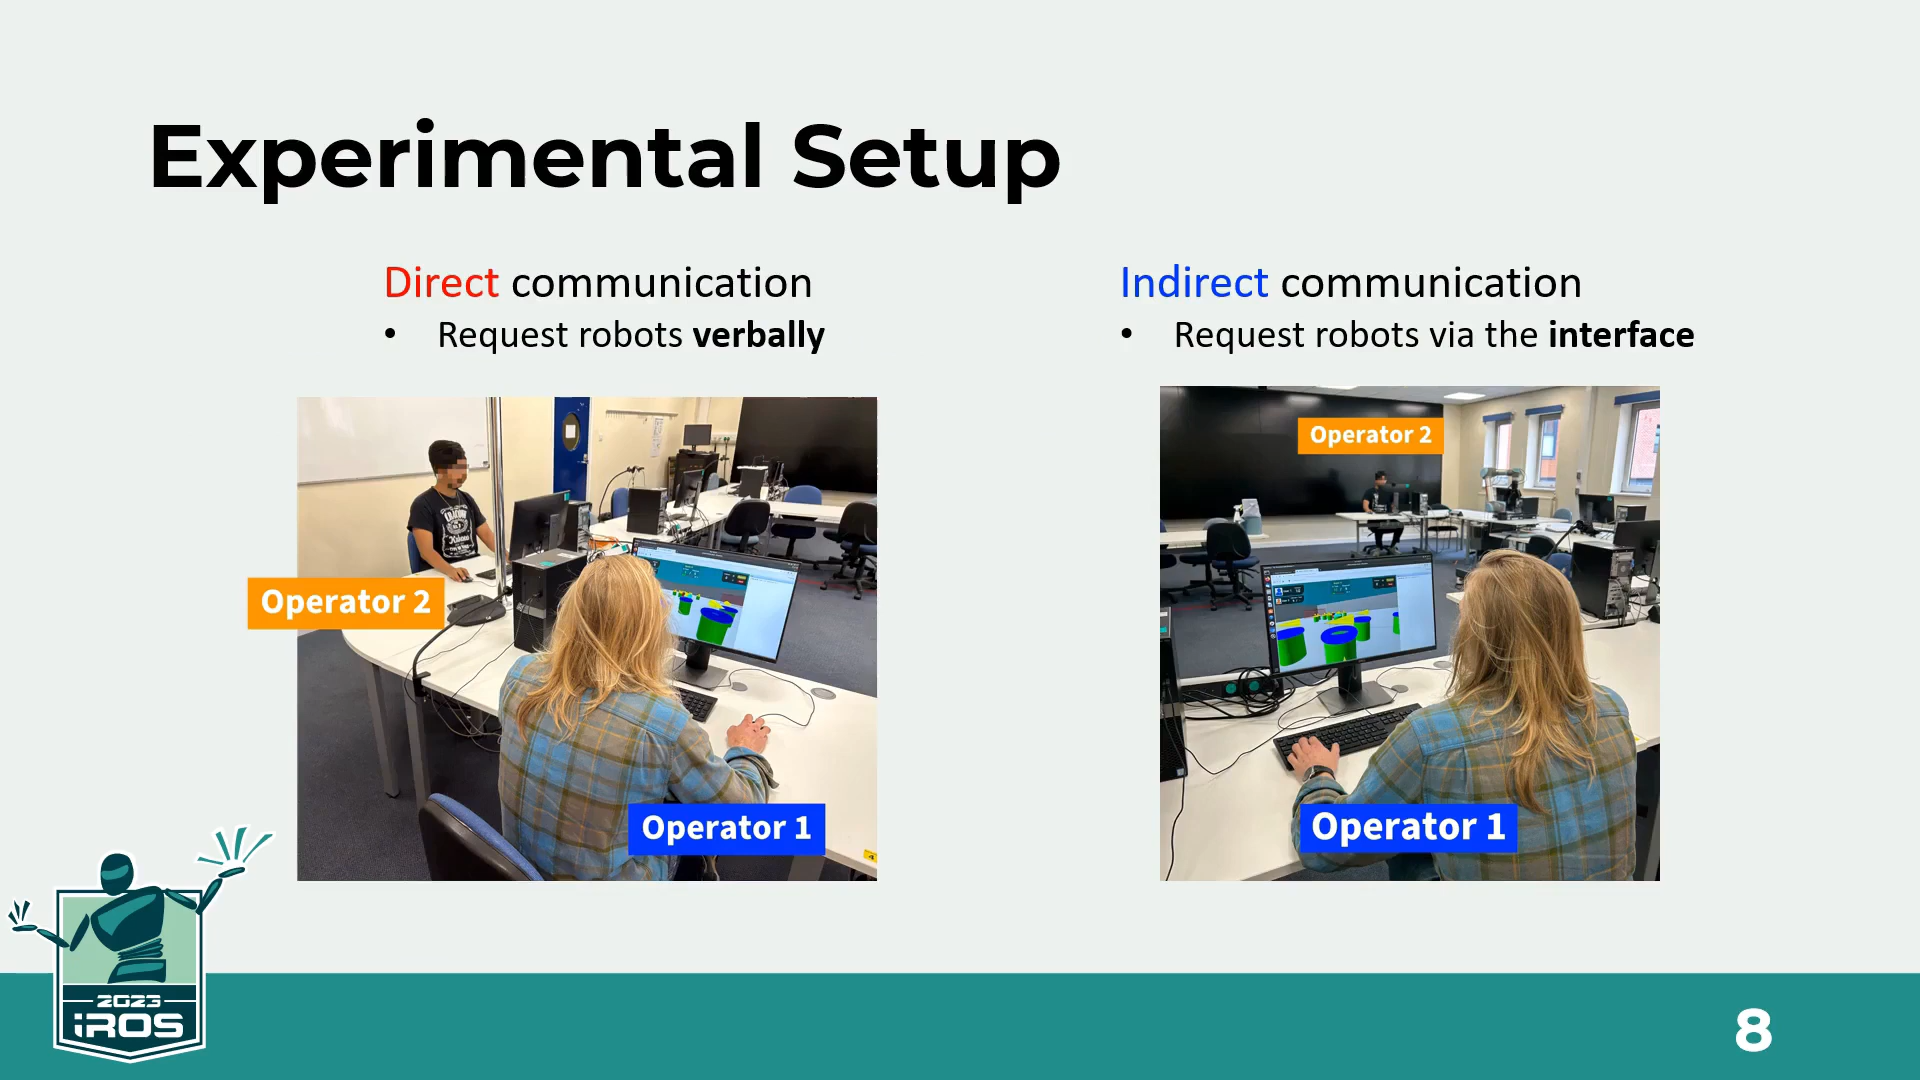 Experimental Setup
Direct communication
• Request robots verbally
Indirect communication
• Request robots via the interface
Operator 2
Operator 1
Operator 2
Operator 1
2023
iROS
8